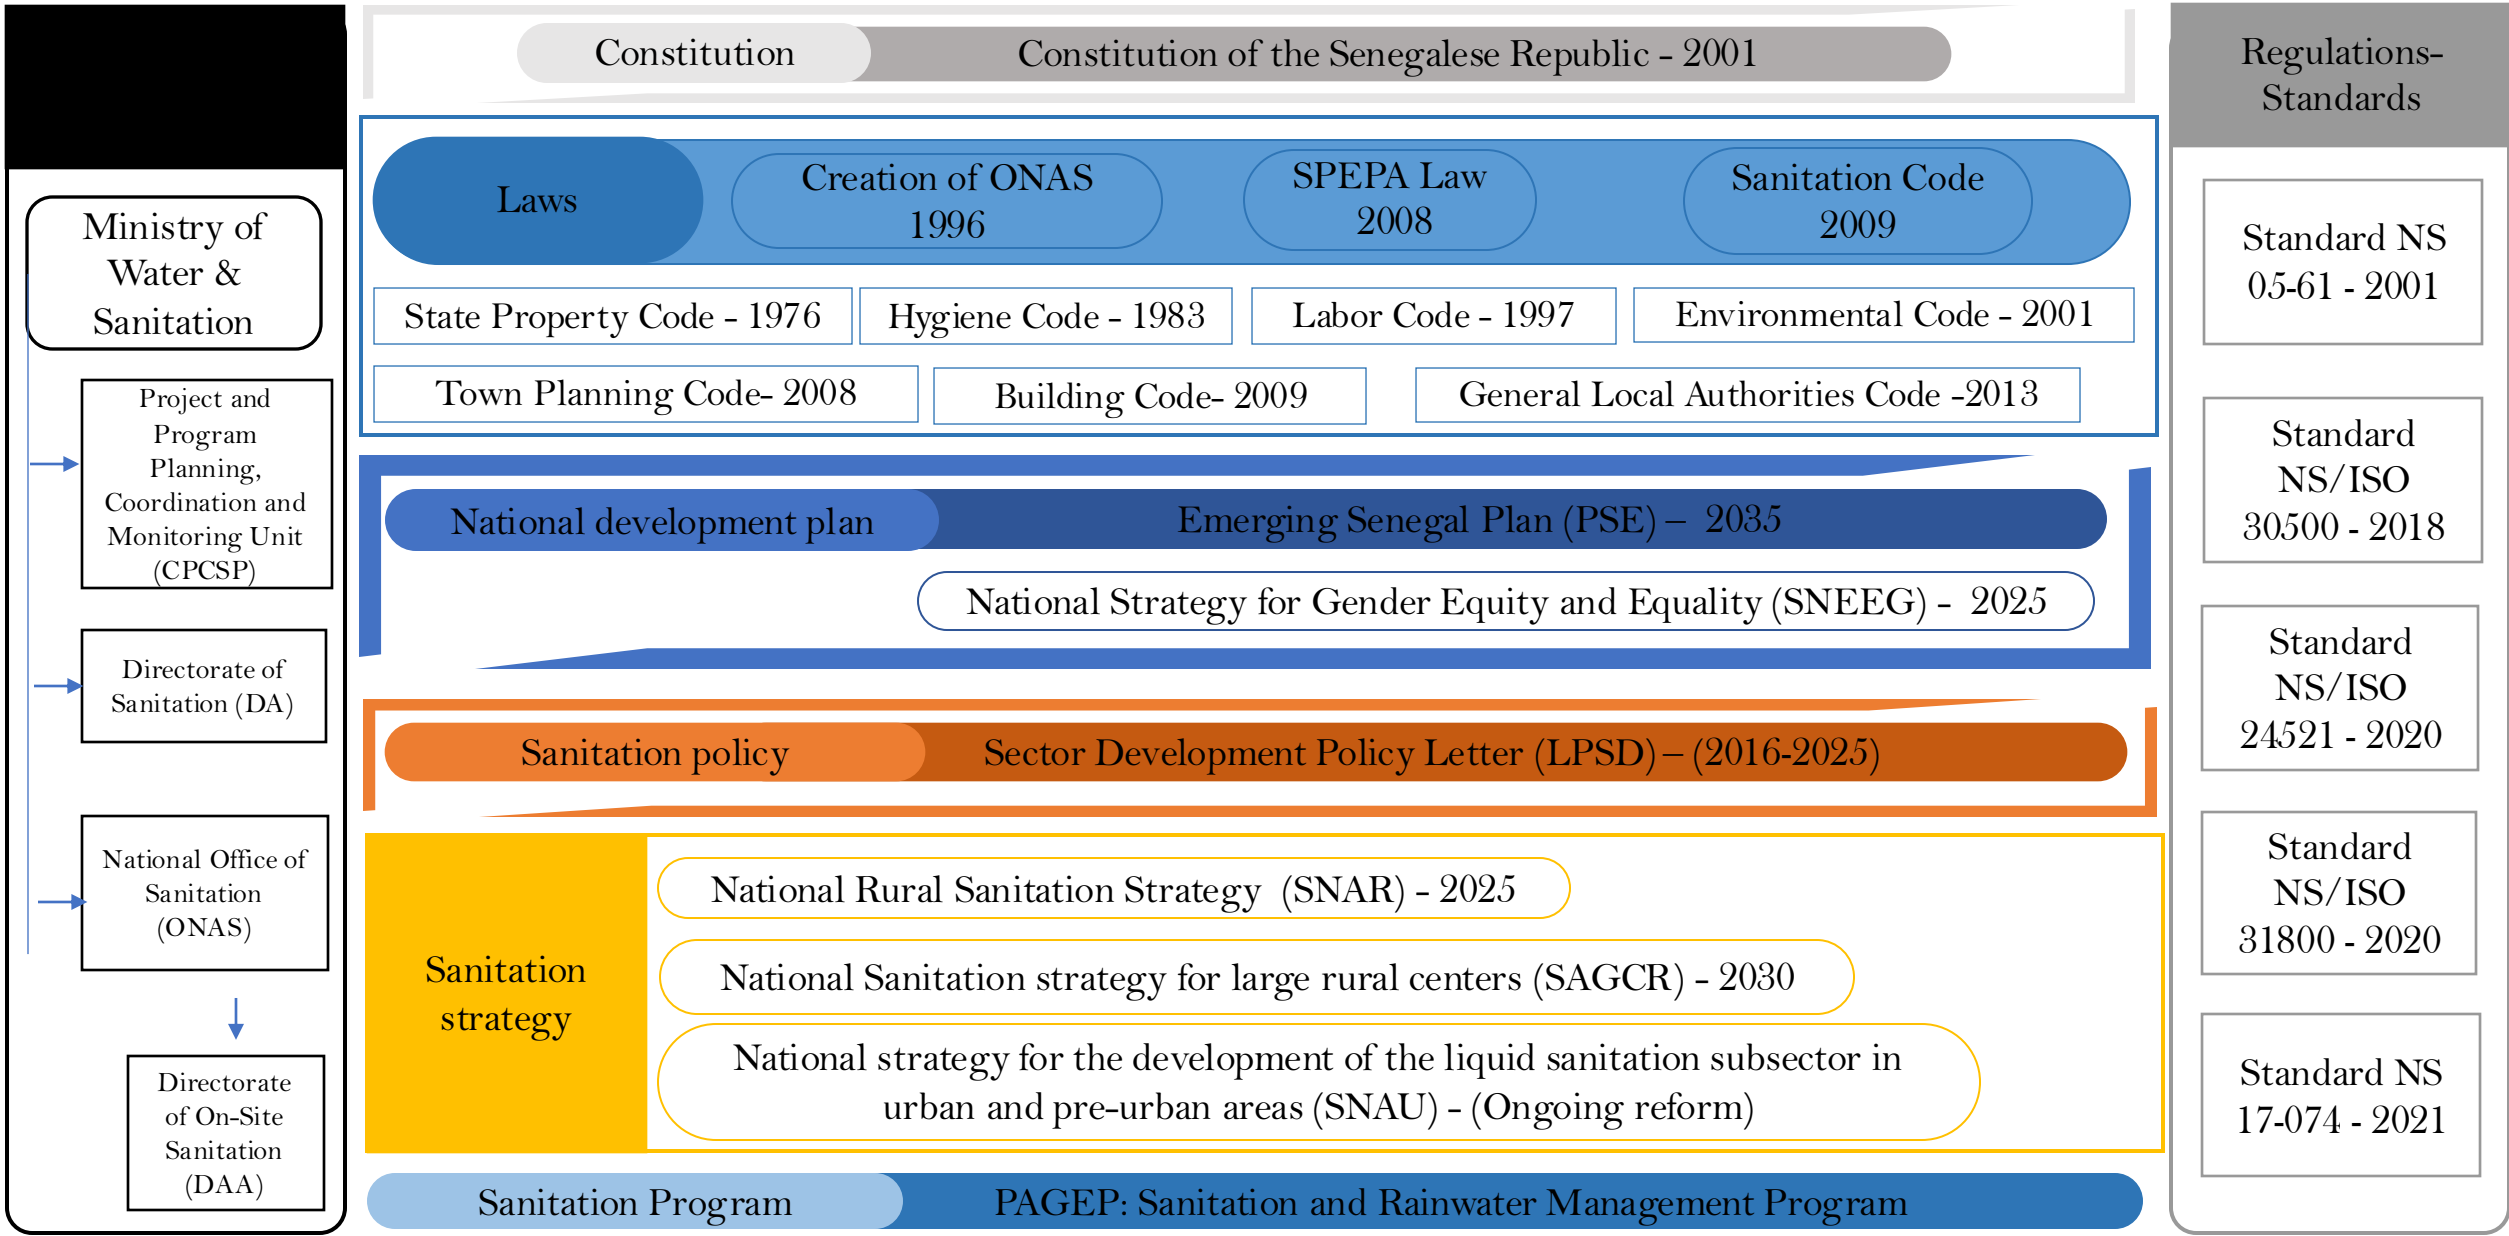 Constitution
Constitution of the Senegalese Republic - 2001
Regulations-
Standards
Ministry of
Water &
Sanitation
Project and
Program
Planning,
Coordination and
Monitoring Unit
(CPCSP)
Directorate of
Sanitation (DA)
National Office of
Sanitation
(ONAS)
Directorate
of On-Site
Sanitation
(DAA)
Laws
Creation of ONAS
1996
SPEPA Law
2008
Sanitation Code
2009
State Property Code - 1976
Hygiene Code - 1983
Labor Code - 1997
Environmental Code - 2001
Town Planning Code- 2008
Building Code- 2009
General Local Authorities Code -2013
National development plan
Emerging Senegal Plan (PSE) – 2035
National Strategy for Gender Equity and Equality (SNEEG) - 2025
Sanitation policy
Sector Development Policy Letter (LPSD) – (2016-2025)
Sanitation
strategy
National Rural Sanitation Strategy (SNAR) - 2025
National Sanitation strategy for large rural centers (SAGCR) - 2030
National strategy for the development of the liquid sanitation subsector in
urban and pre-urban areas (SNAU) - (Ongoing reform)
Sanitation Program
PAGEP: Sanitation and Rainwater Management Program
Standard NS
05-61 - 2001
Standard
NS/ISO
30500 - 2018
Standard
NS/ISO
24521 - 2020
Standard
NS/ISO
31800 - 2020
Standard NS
17-074 - 2021